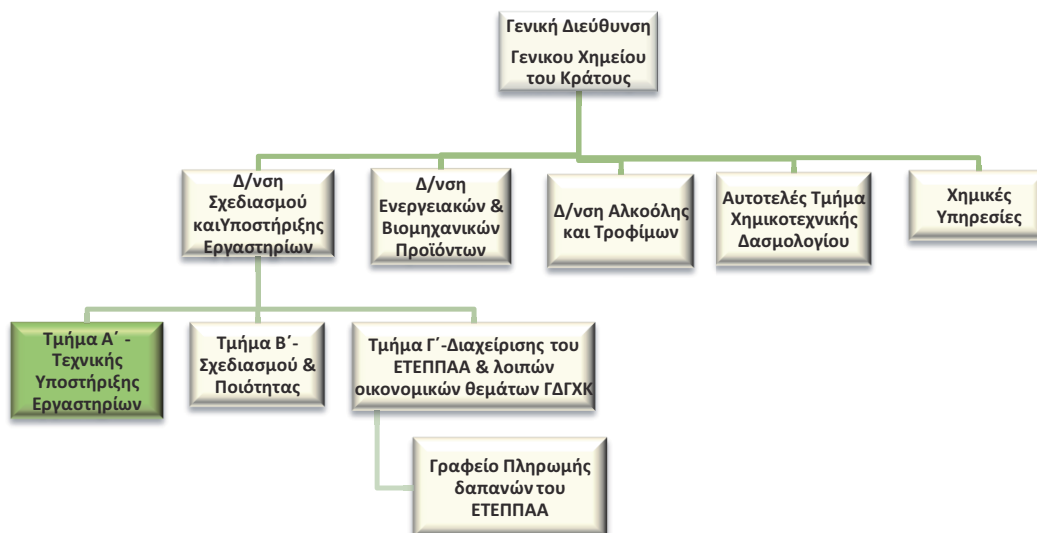 Γενική Διεύθυνση
Γενικου Χημείου
του Κράτους
Δ/νση
Σχεδιασμού
καιΥποστήριξης
Εργαστηρίων
Δ/νση
Ενεργειακών &
Βιομηχανικών
Προϊόντων
Δ/νση Αλκοόλης
και Τροφίμων
Αυτοτελές Τμήμα
Χημικοτεχνικής
Δασμολογίου
Χημικές
Υπηρεσίες
Τμήμα Α΄ -
Τεχνικής
Υποστήριξης
Εργαστηρίων
Τμήμα Β΄-
Σχεδιασμού &
Ποιότητας
Τμήμα Γ΄-Διαχείρισης του
ΕΤΕΠΠΑΑ & λοιπών
οικονομικών θεμάτων ΓΔΓΧΚ
Γραφείο Πληρωμής
δαπανών του
ΕΤΕΠΠΑΑ